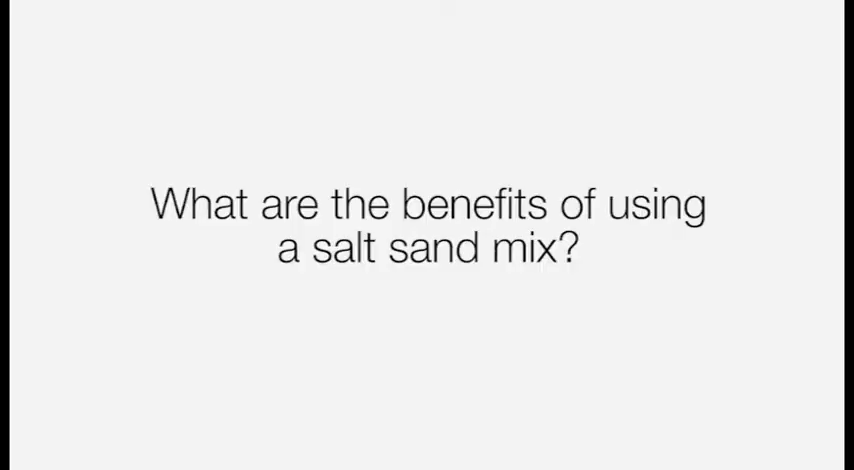 What are the benefits of using
a salt sand mix?